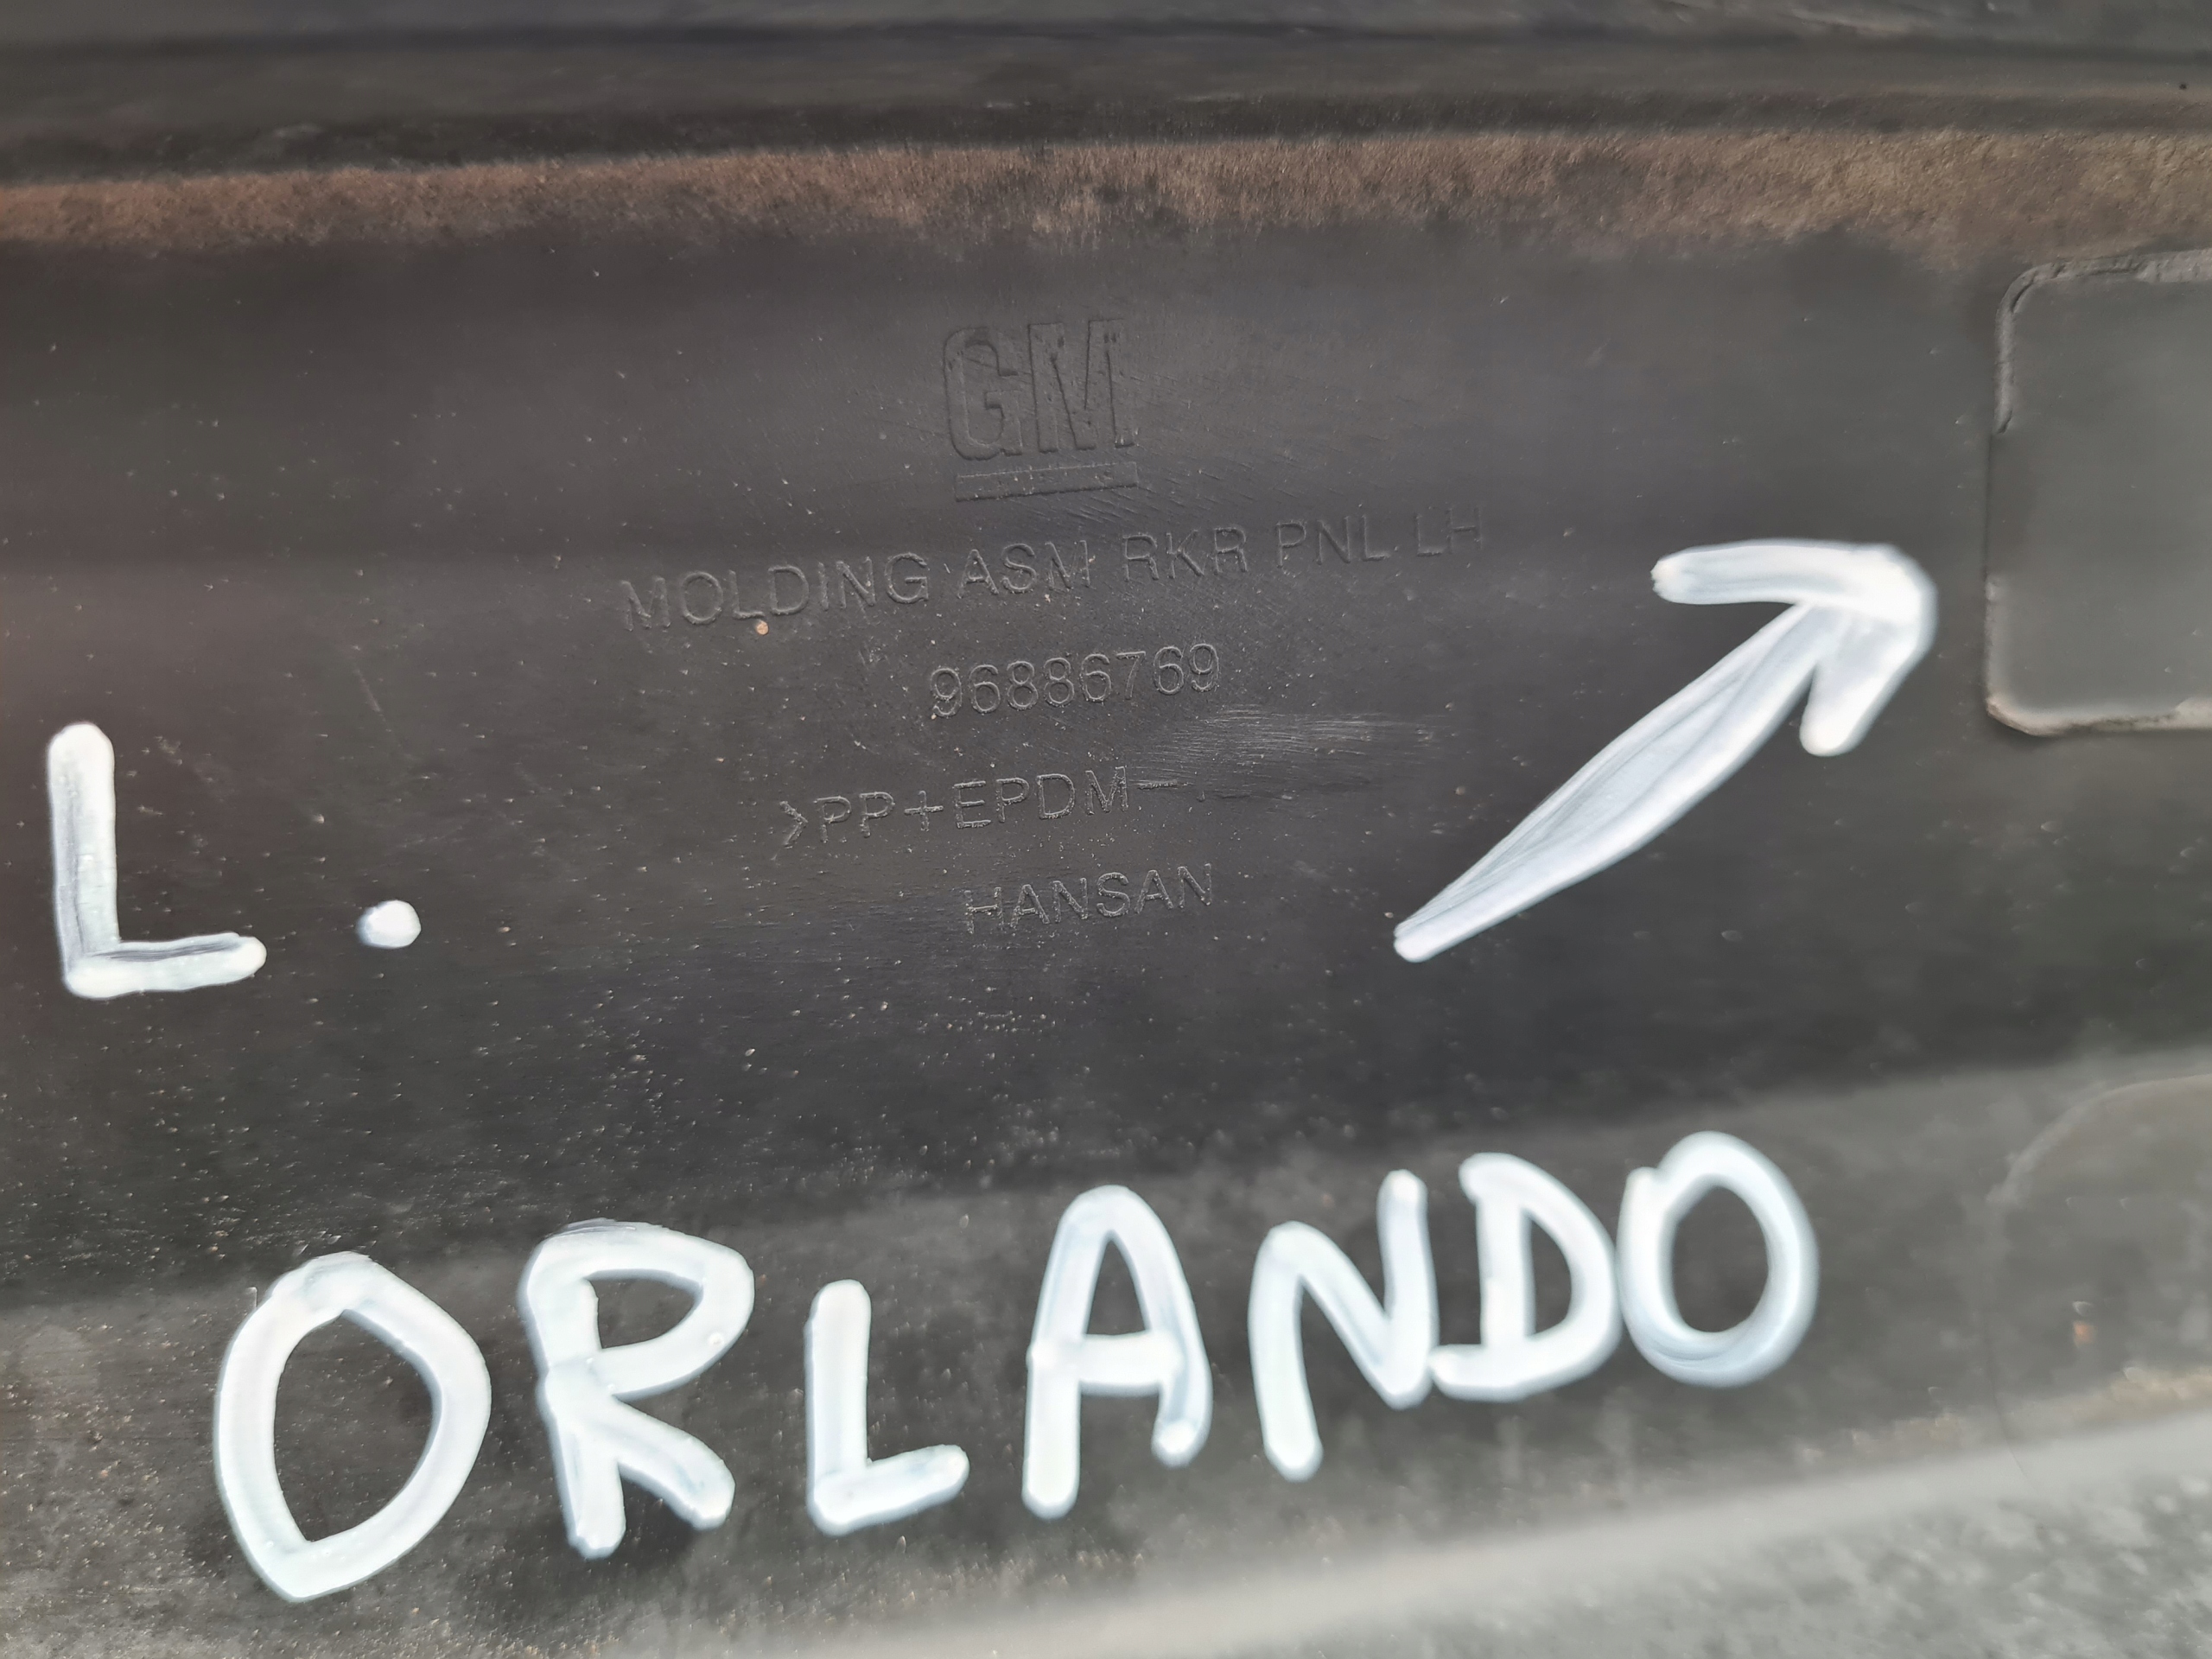 GM
MOLDING ASM RKR PNL LH
96886769
>PP+EPDM-
HANSAN
L.
ORLANDO